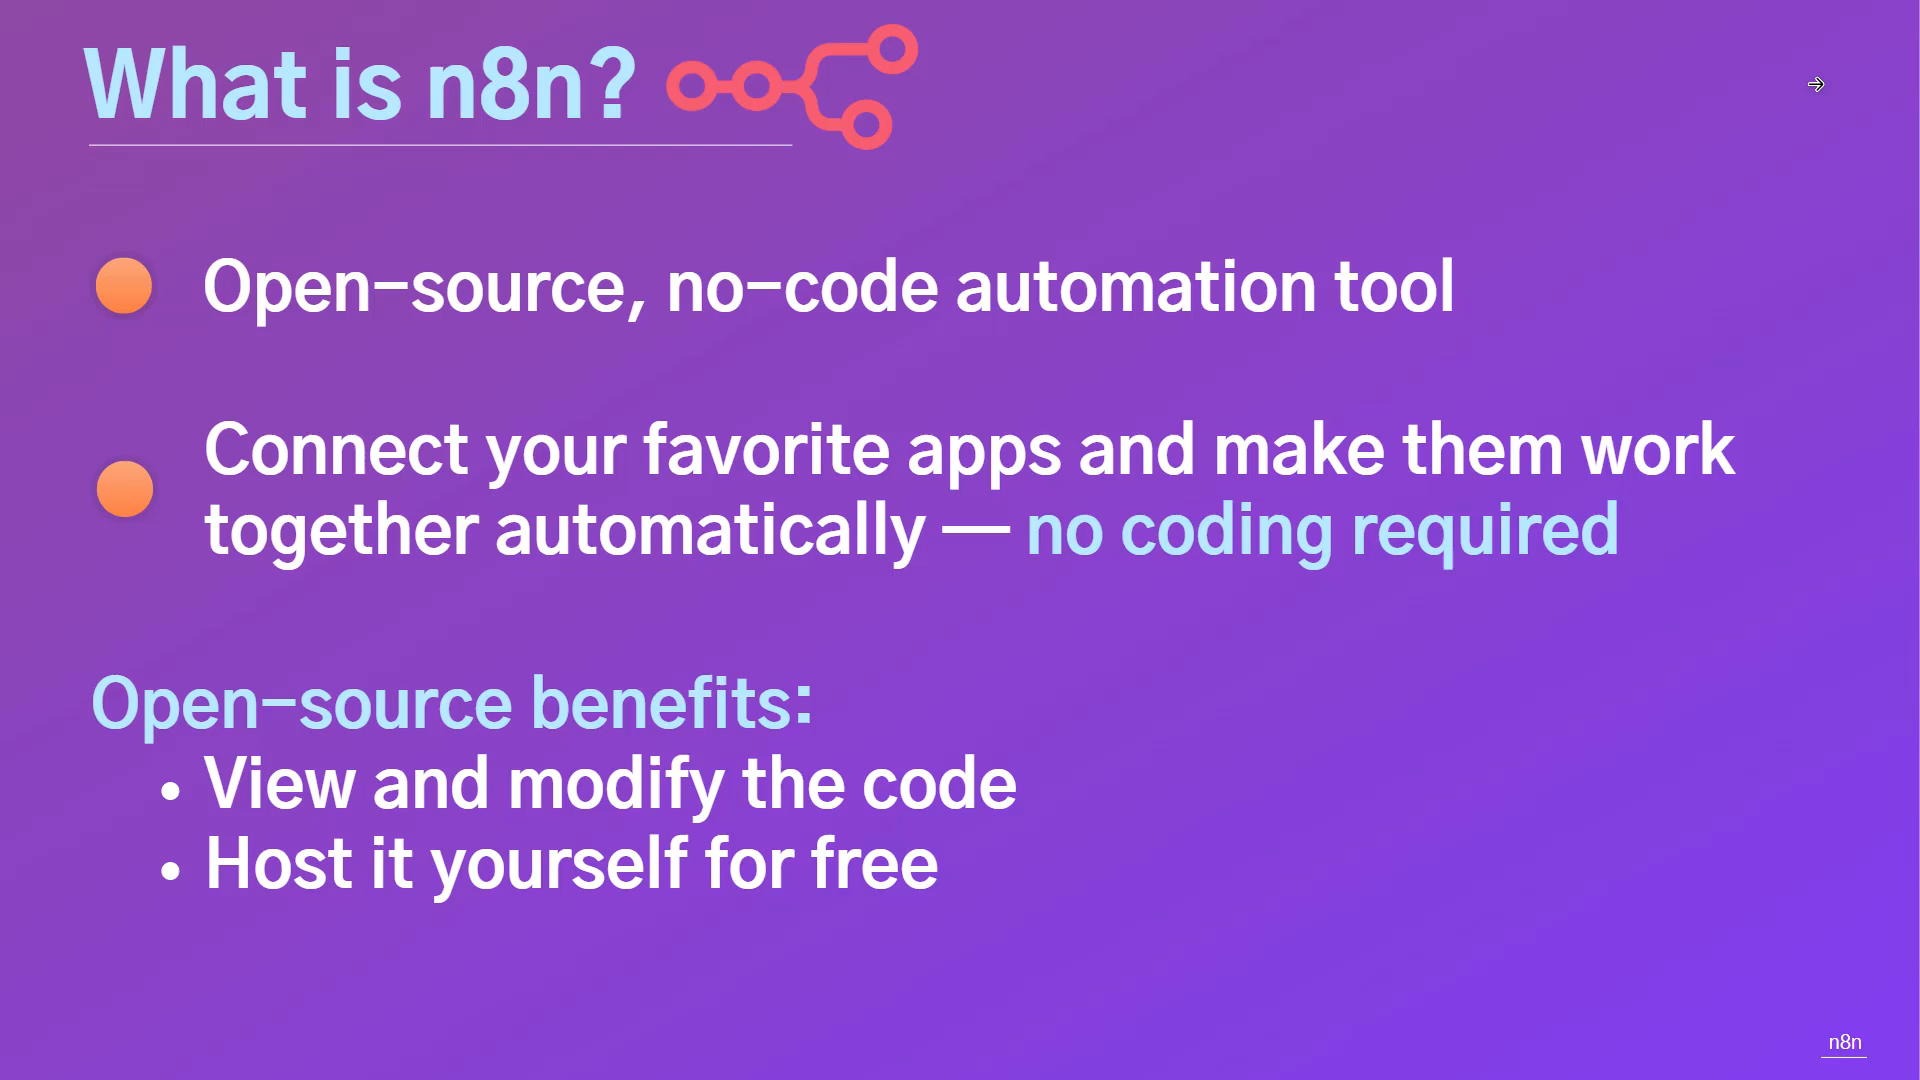 What is n8n?
Open-source, no-code automation tool
Connect your favorite apps and make them work
together automatically — no coding required
Open-source benefits:
• View and modify the code
• Host it yourself for free
n8n